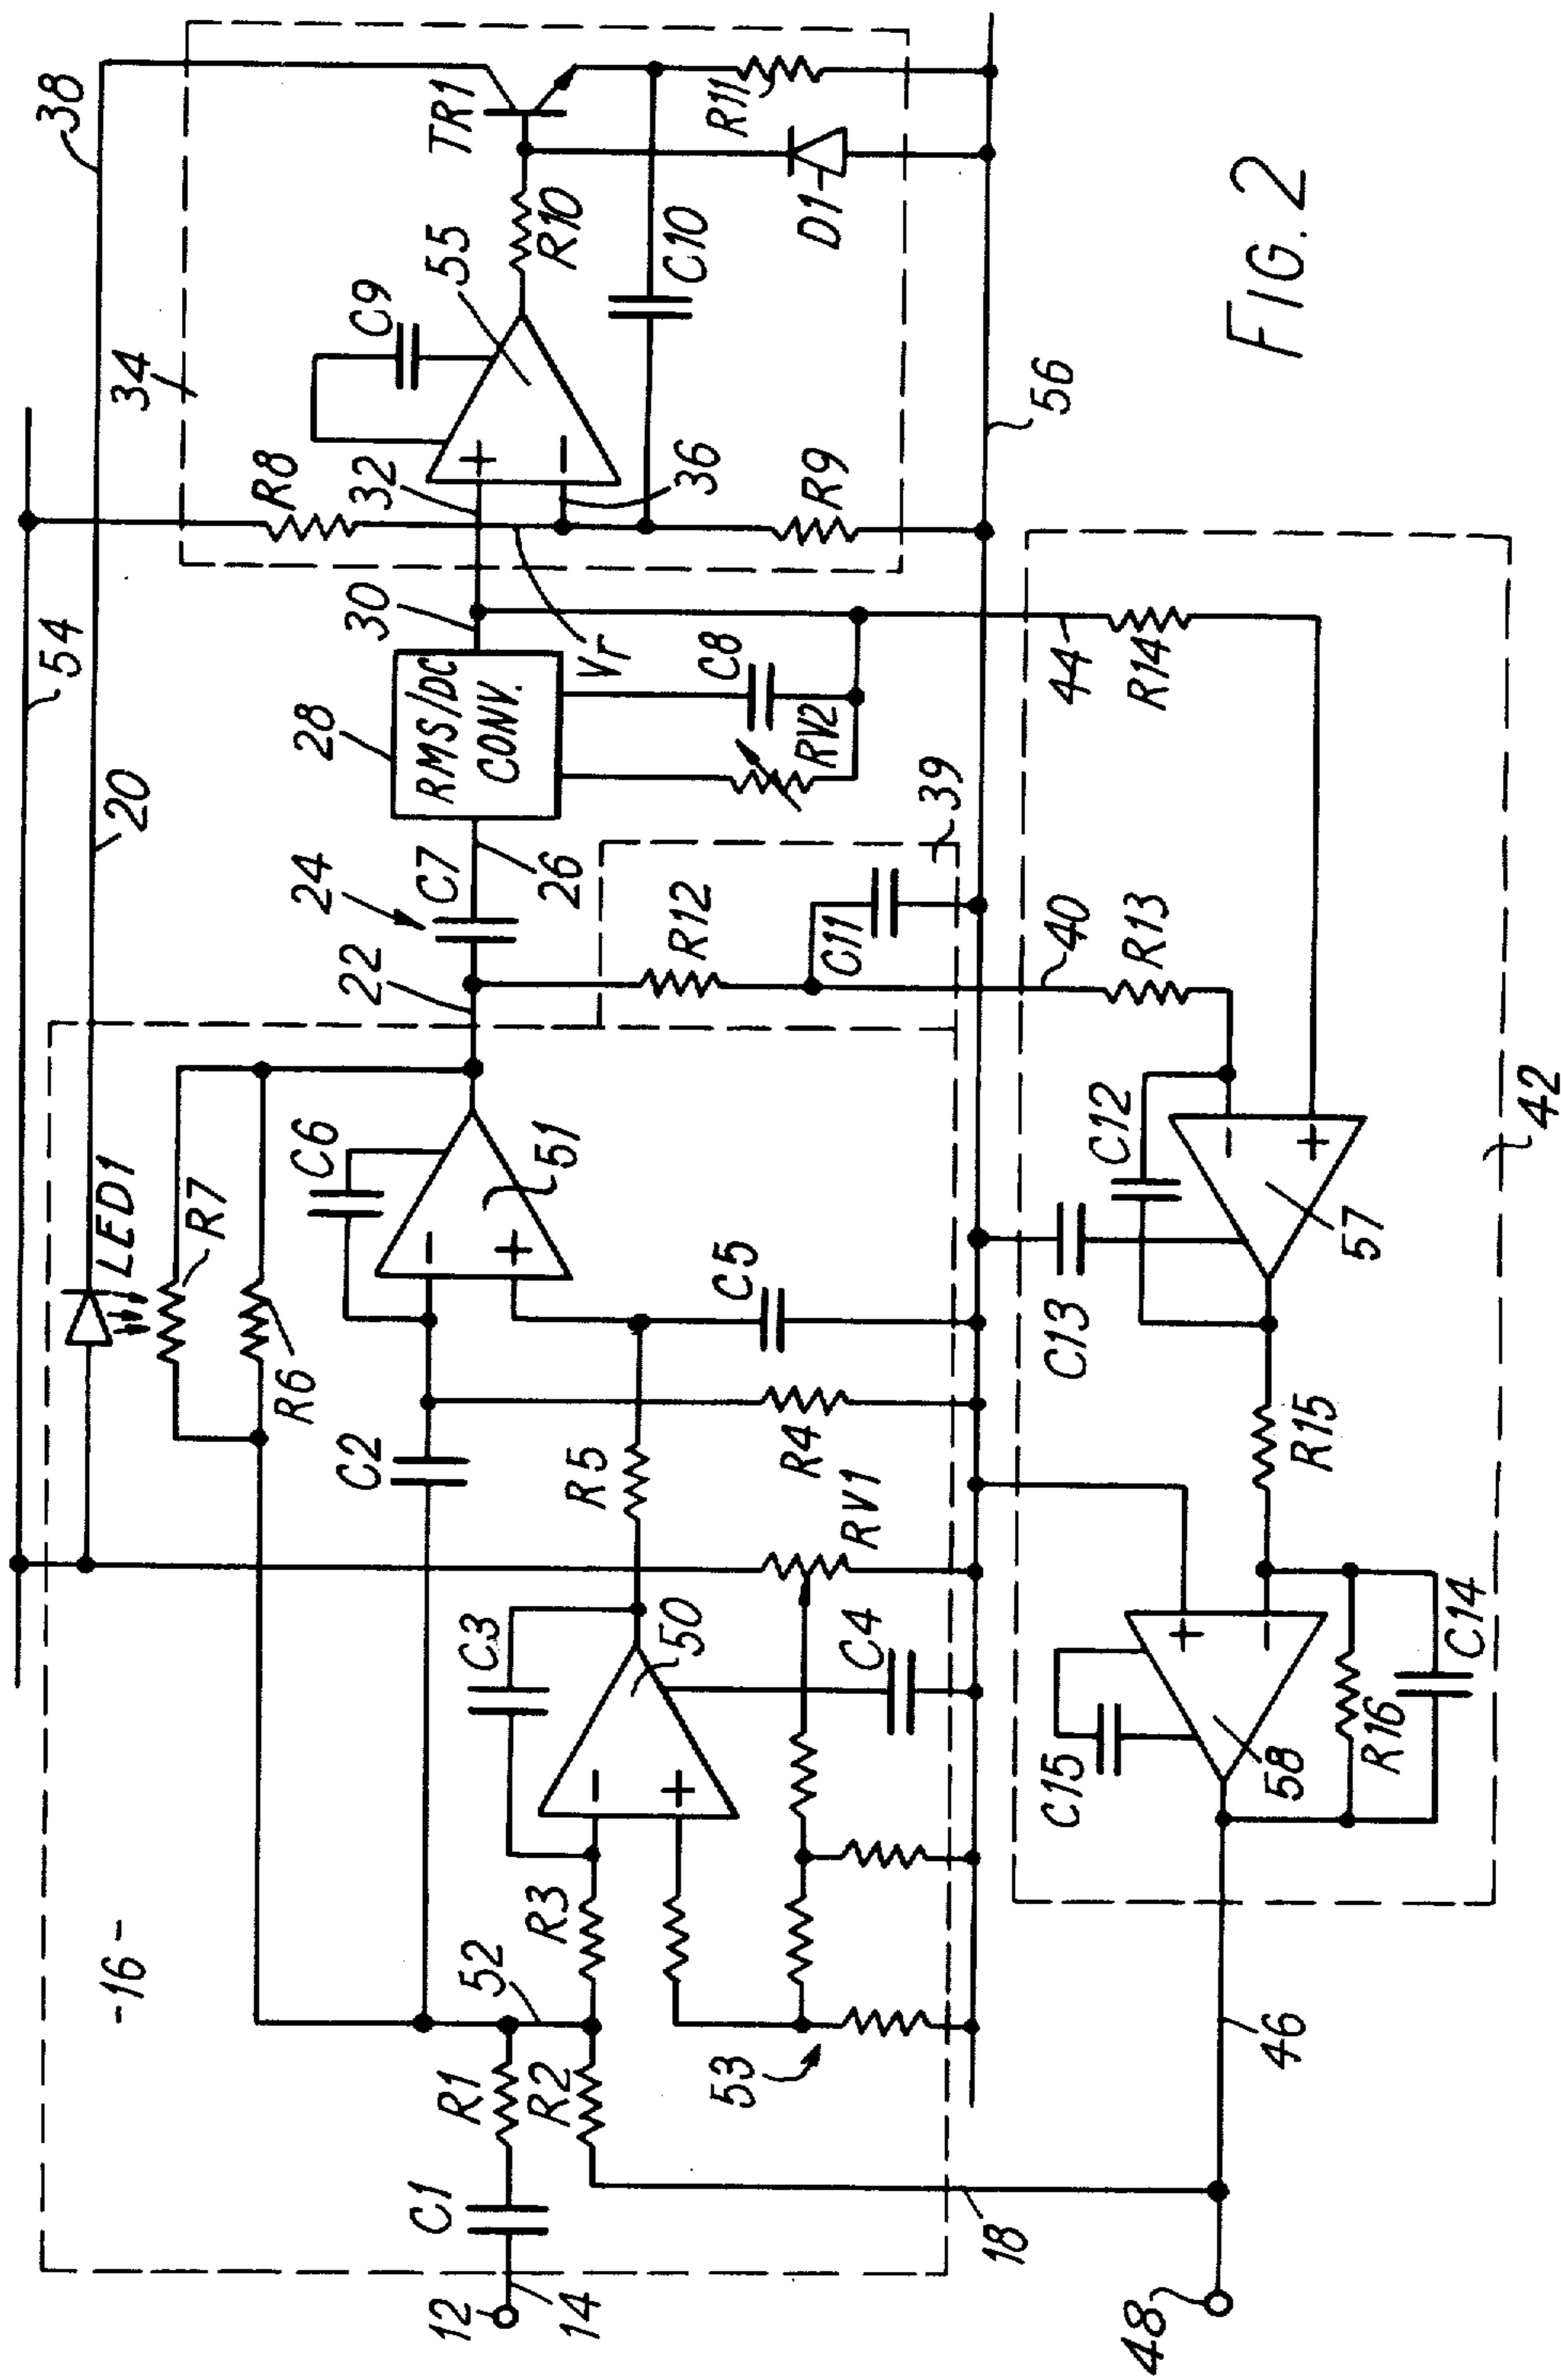 54
38
20
34
R8
C9
55
TR1
R10
32
36
C10
R11
D1
R9
56
28
RMS/DC
CONV.
30
Vr
C8
RV2
24
C7
26
22
R12
C11
39
40
R13
44
R14
-16-
LED1
R7
R6
C6
51
C2
R5
C5
R4
RV1
C3
50
C4
R3
52
R1
R2
C1
12
14
53
18
C12
C13
57
R15
42
C15
58
R16
C14
46
48
FIG. 2